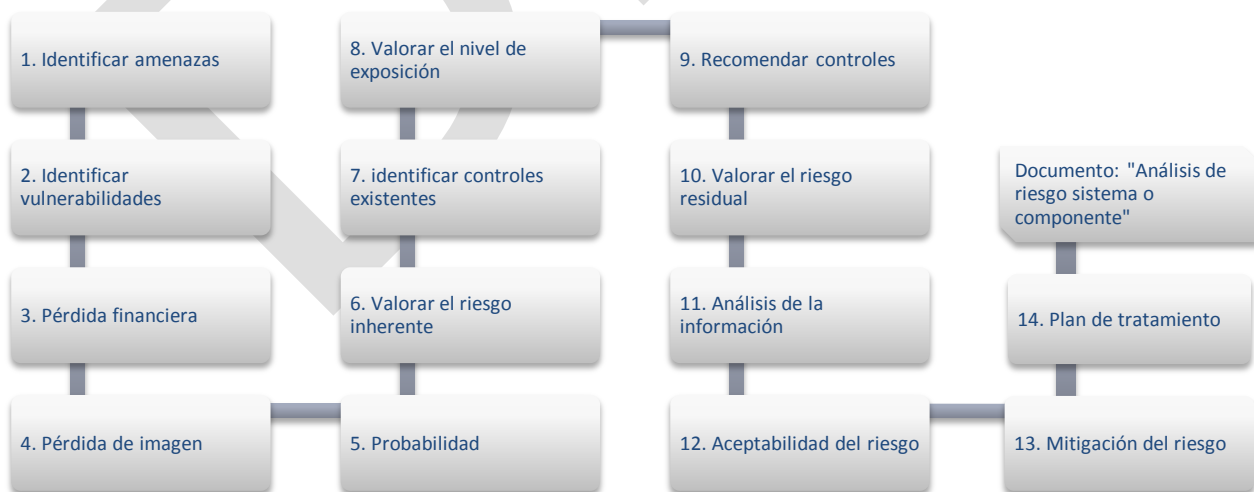 1. Identificar amenazas
2. Identificar
vulnerabilidades
3. Pérdida financiera
4. Pérdida de imagen
5. Probabilidad
6. Valorar el riesgo
inherente
7. identificar controles
existentes
8. Valorar el nivel de
exposición
9. Recomendar controles
10. Valorar el riesgo
residual
11. Análisis de la
información
12. Aceptabilidad del riesgo
13. Mitigación del riesgo
14. Plan de tratamiento
Documento: "Análisis de
riesgo sistema o
componente"